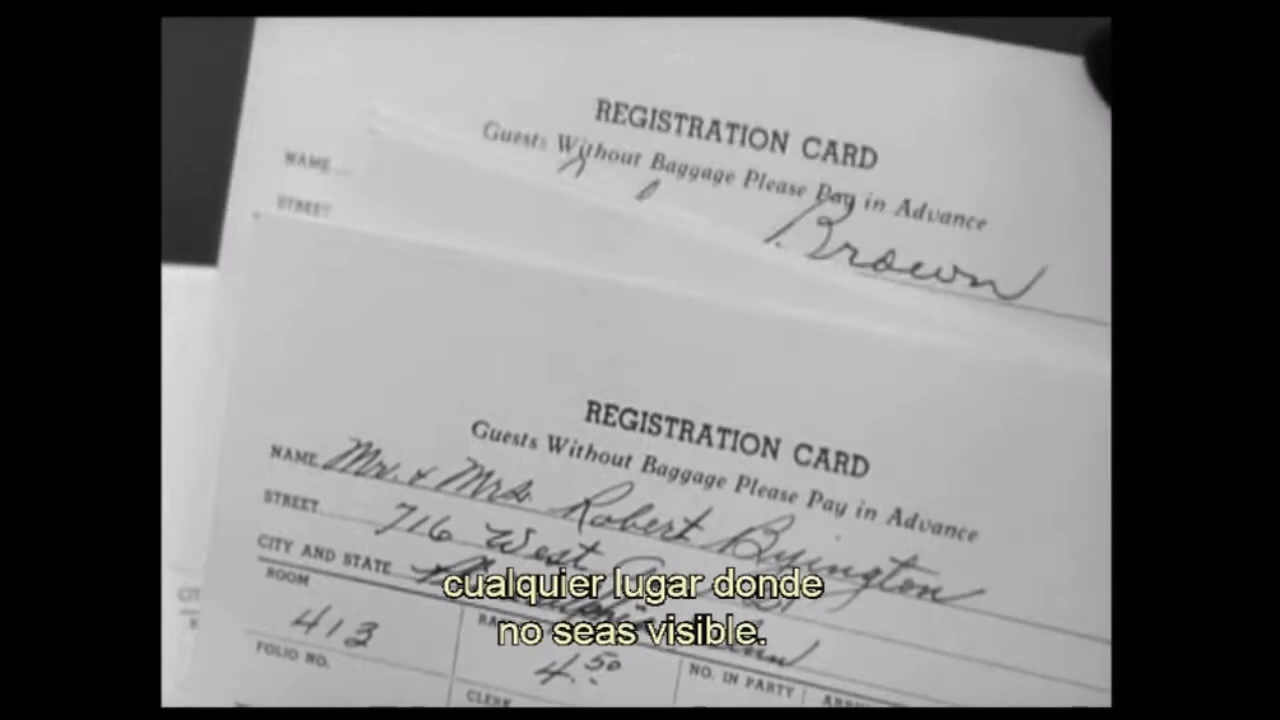 REGISTRATION CARD
Guests Without Baggage Please Pay in Advance
NAME
STREET
Brown
REGISTRATION CARD
Guests Without Baggage Please Pay in Advance
NAME Mr. & Mrs. Robert Byington
STREET 716 West
CITY AND STATE
ROOM
413
4.50
FOLIO NO.
CLERK
NO. IN PARTY
cualquier lugar donde
no seas visible.